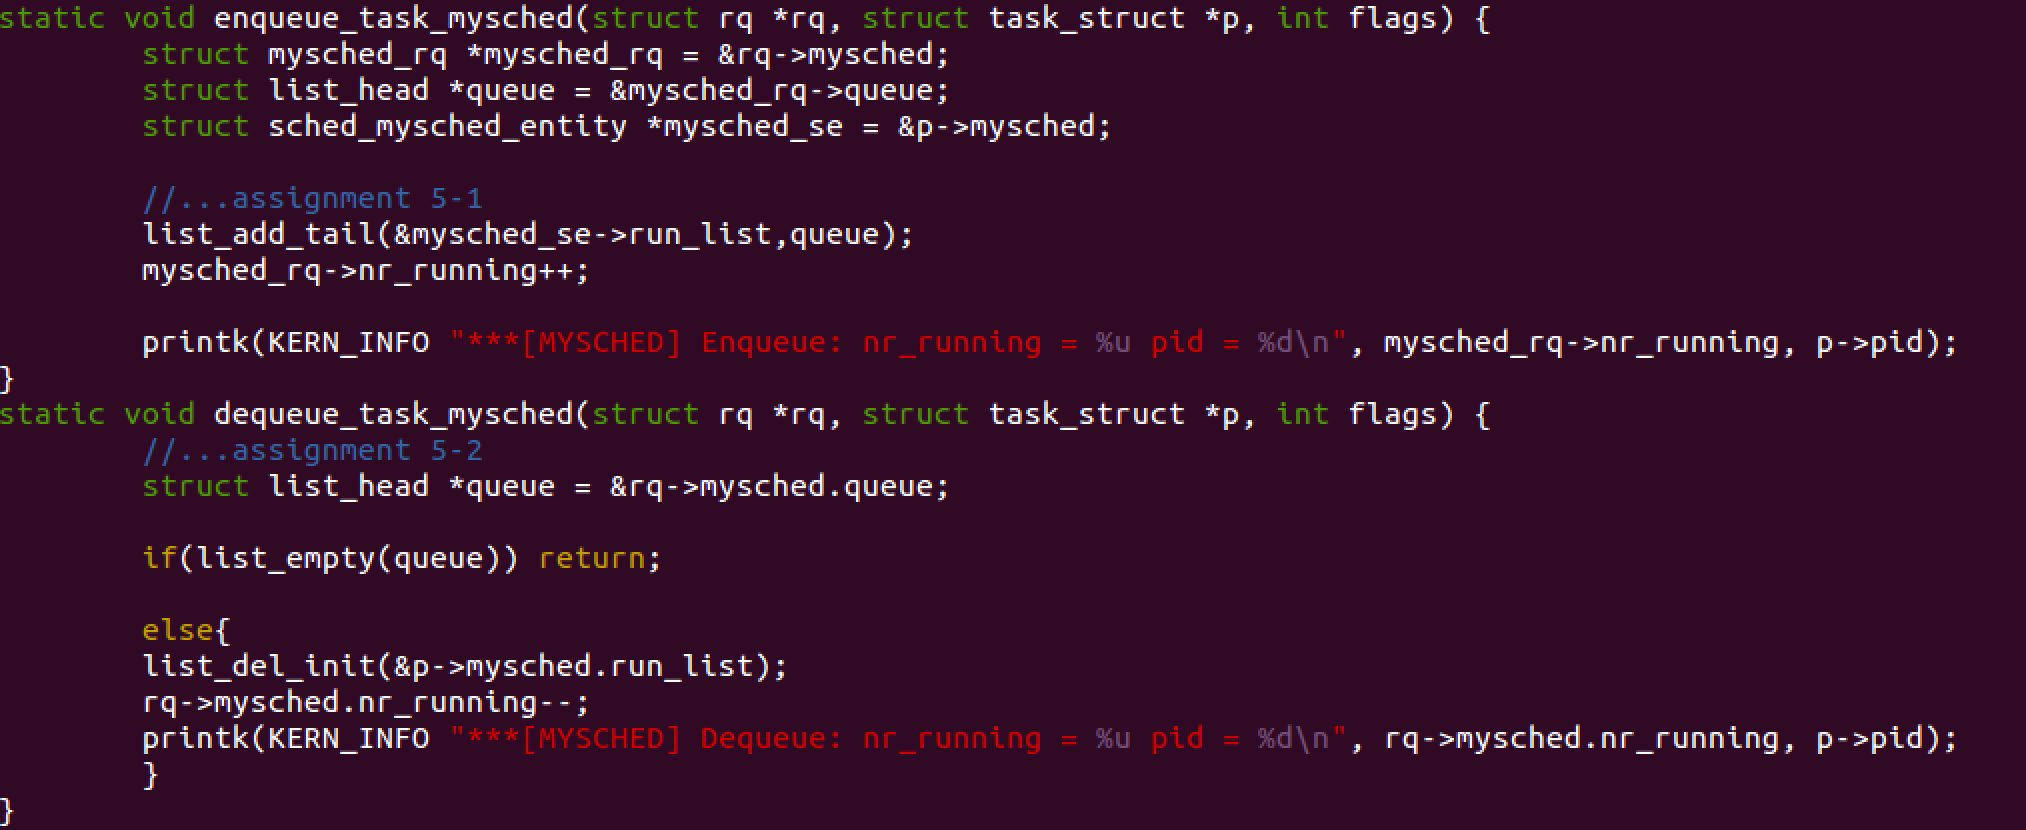 static void enqueue_task_mysched(struct rq *rq, struct task_struct *p, int flags) {
        struct mysched_rq *mysched_rq = &rq->mysched;
        struct list_head *queue = &mysched_rq->queue;
        struct sched_mysched_entity *mysched_se = &p->mysched;

        //...assignment 5-1
        list_add_tail(&mysched_se->run_list,queue);
        mysched_rq->nr_running++;

        printk(KERN_INFO "***[MYSCHED] Enqueue: nr_running = %u pid = %d\n", mysched_rq->nr_running, p->pid);
}
static void dequeue_task_mysched(struct rq *rq, struct task_struct *p, int flags) {
        //...assignment 5-2
        struct list_head *queue = &rq->mysched.queue;

        if(list_empty(queue)) return;

        else{
        list_del_init(&p->mysched.run_list);
        rq->mysched.nr_running--;
        printk(KERN_INFO "***[MYSCHED] Dequeue: nr_running = %u pid = %d\n", rq->mysched.nr_running, p->pid);
        }
}